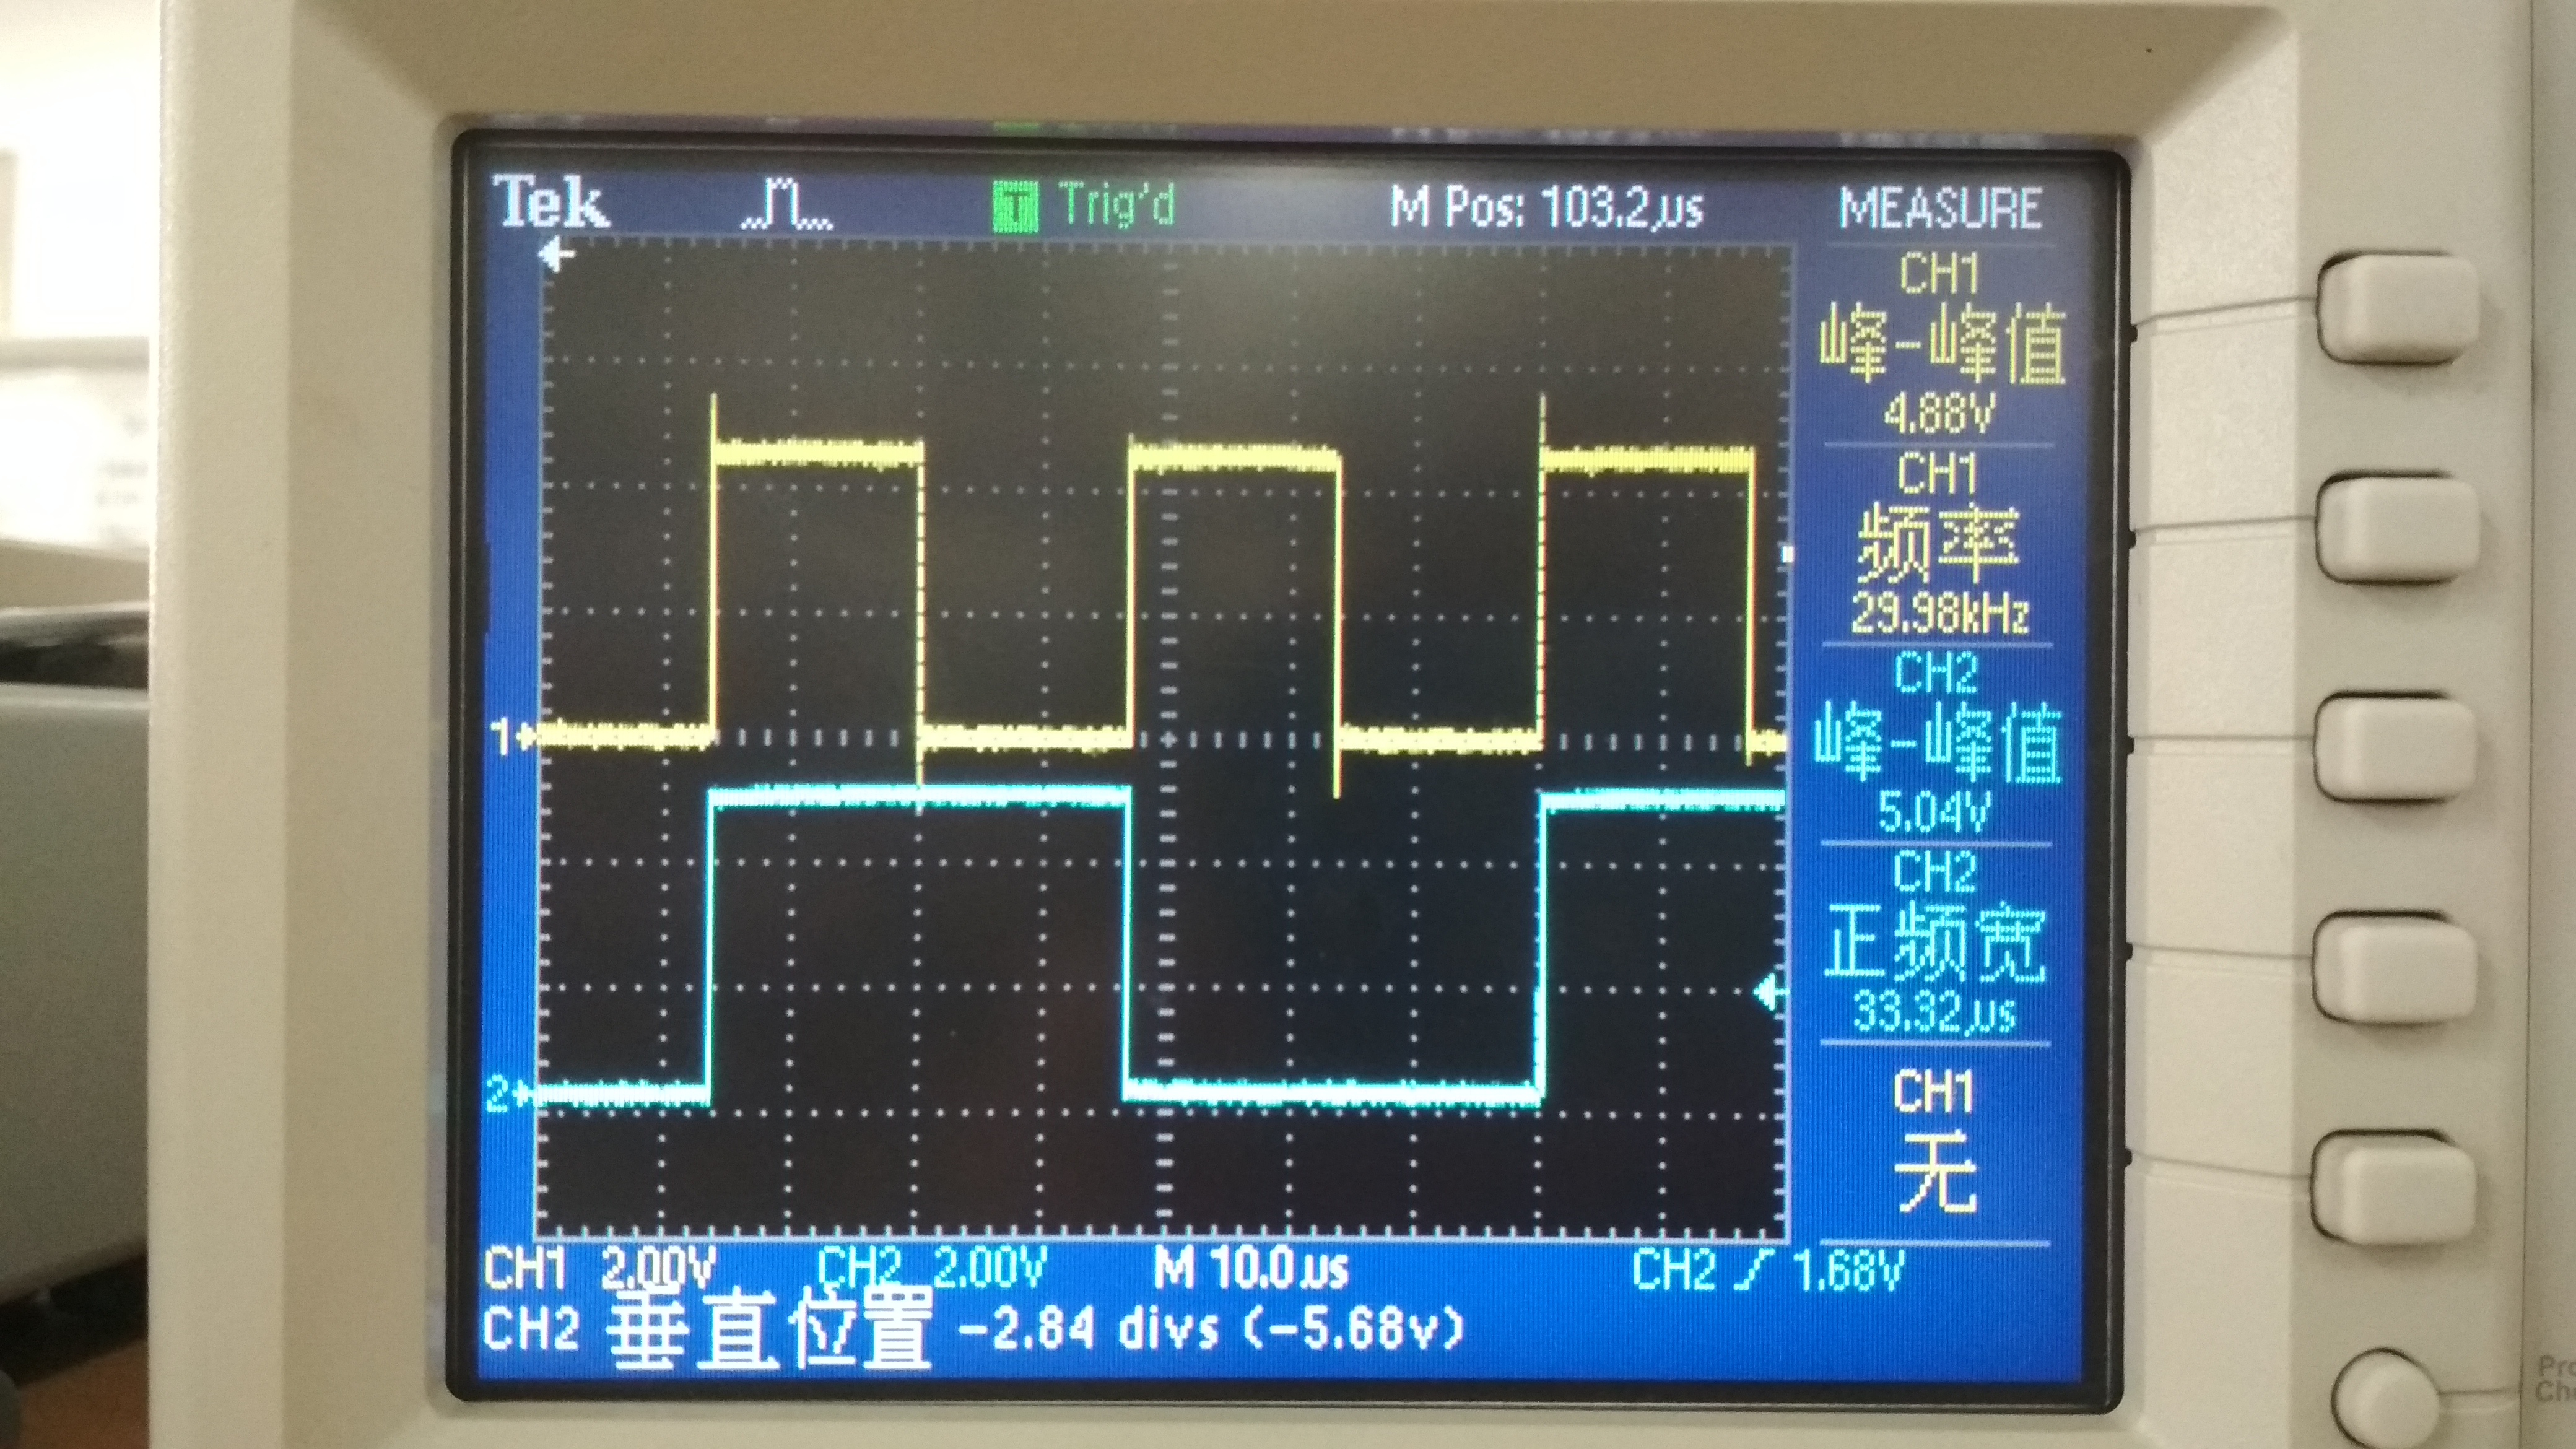 Tek Trig'd M Pos: 103.2µs MEASURE
CH1
峰-峰值
4.88V
CH1
频率
29.98kHz
CH2
峰-峰值
5.04V
CH2
正频宽
33.32µs
CH1
无
1
2
CH1 2.00V CH2 2.00V M 10.0µs CH2 1.68V
CH2 垂直位置 -2.84 divs (-5.68v)